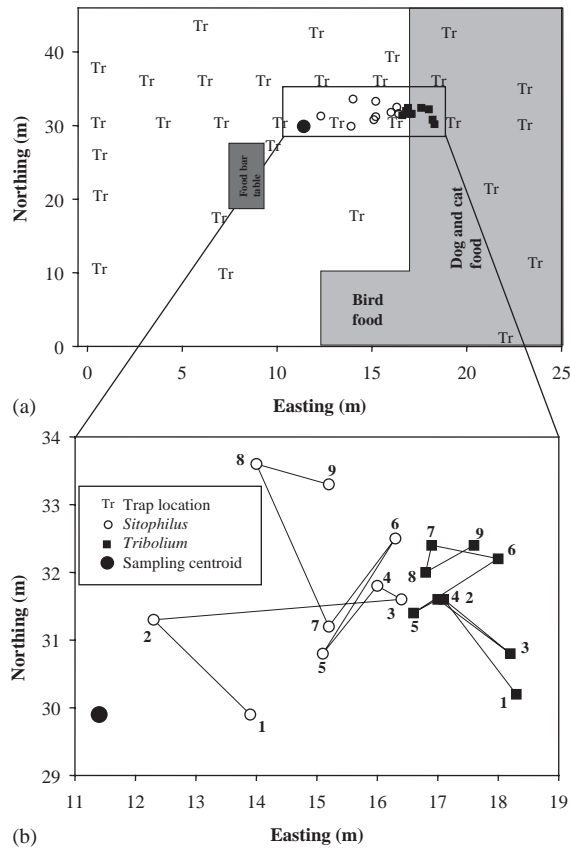 40
30
20
10
0
Northing (m)
Tr Tr Tr
Tr Tr
Tr Tr Tr Tr Tr Tr Tr
Tr Tr Tr Tr Tr Tr Tr Tr
Tr Tr
Tr Tr
Tr Tr
Tr Tr Tr
Tr
Food bar
table
Dog and cat
food
Bird
food
0 5 10 15 20 25
(a)
Easting (m)
34
33
32
31
30
29
Northing (m)
8 9
Tr Trap location
Sitophilus
Tribolium
Sampling centroid
6 7 9 6
4 8
2 3 4 2
7 5
5 3
1 1
11 12 13 14 15 16 17 18 19
(b)
Easting (m)